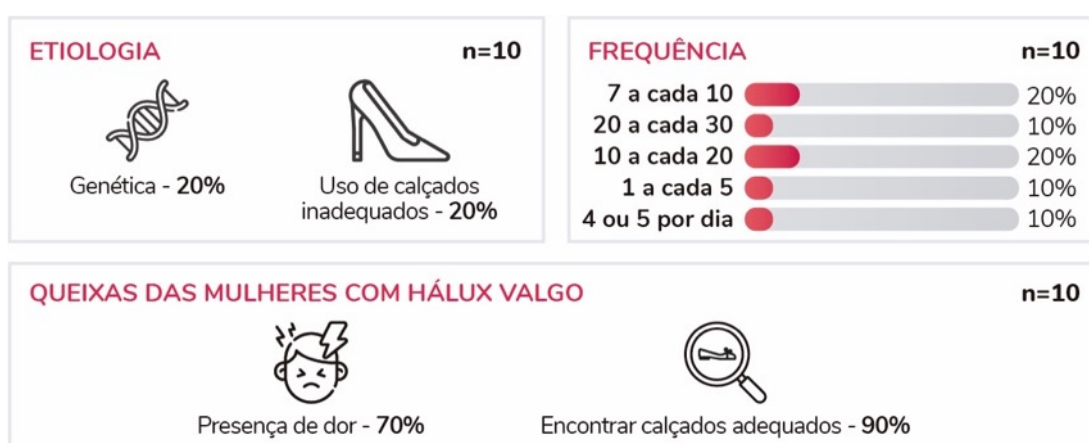 ETIOLOGIA n=10
Genética - 20%
Uso de calçados
inadequados - 20%
FREQUÊNCIA n=10
7 a cada 10 20%
20 a cada 30 10%
10 a cada 20 20%
1 a cada 5 10%
4 ou 5 por dia 10%
QUEIXAS DAS MULHERES COM HÁLUX VALGO n=10
Presença de dor - 70%
Encontrar calçados adequados - 90%